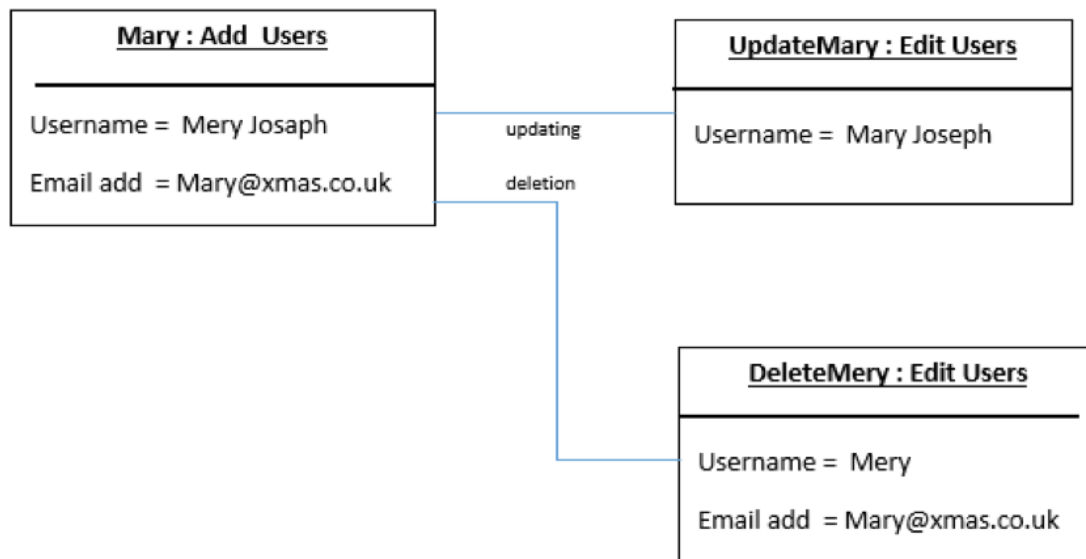 Mary : Add Users
Username = Mery Josaph
Email add = Mary@xmas.co.uk
updating
deletion
UpdateMary : Edit Users
Username = Mary Joseph
DeleteMery : Edit Users
Username = Mery
Email add = Mary@xmas.co.uk